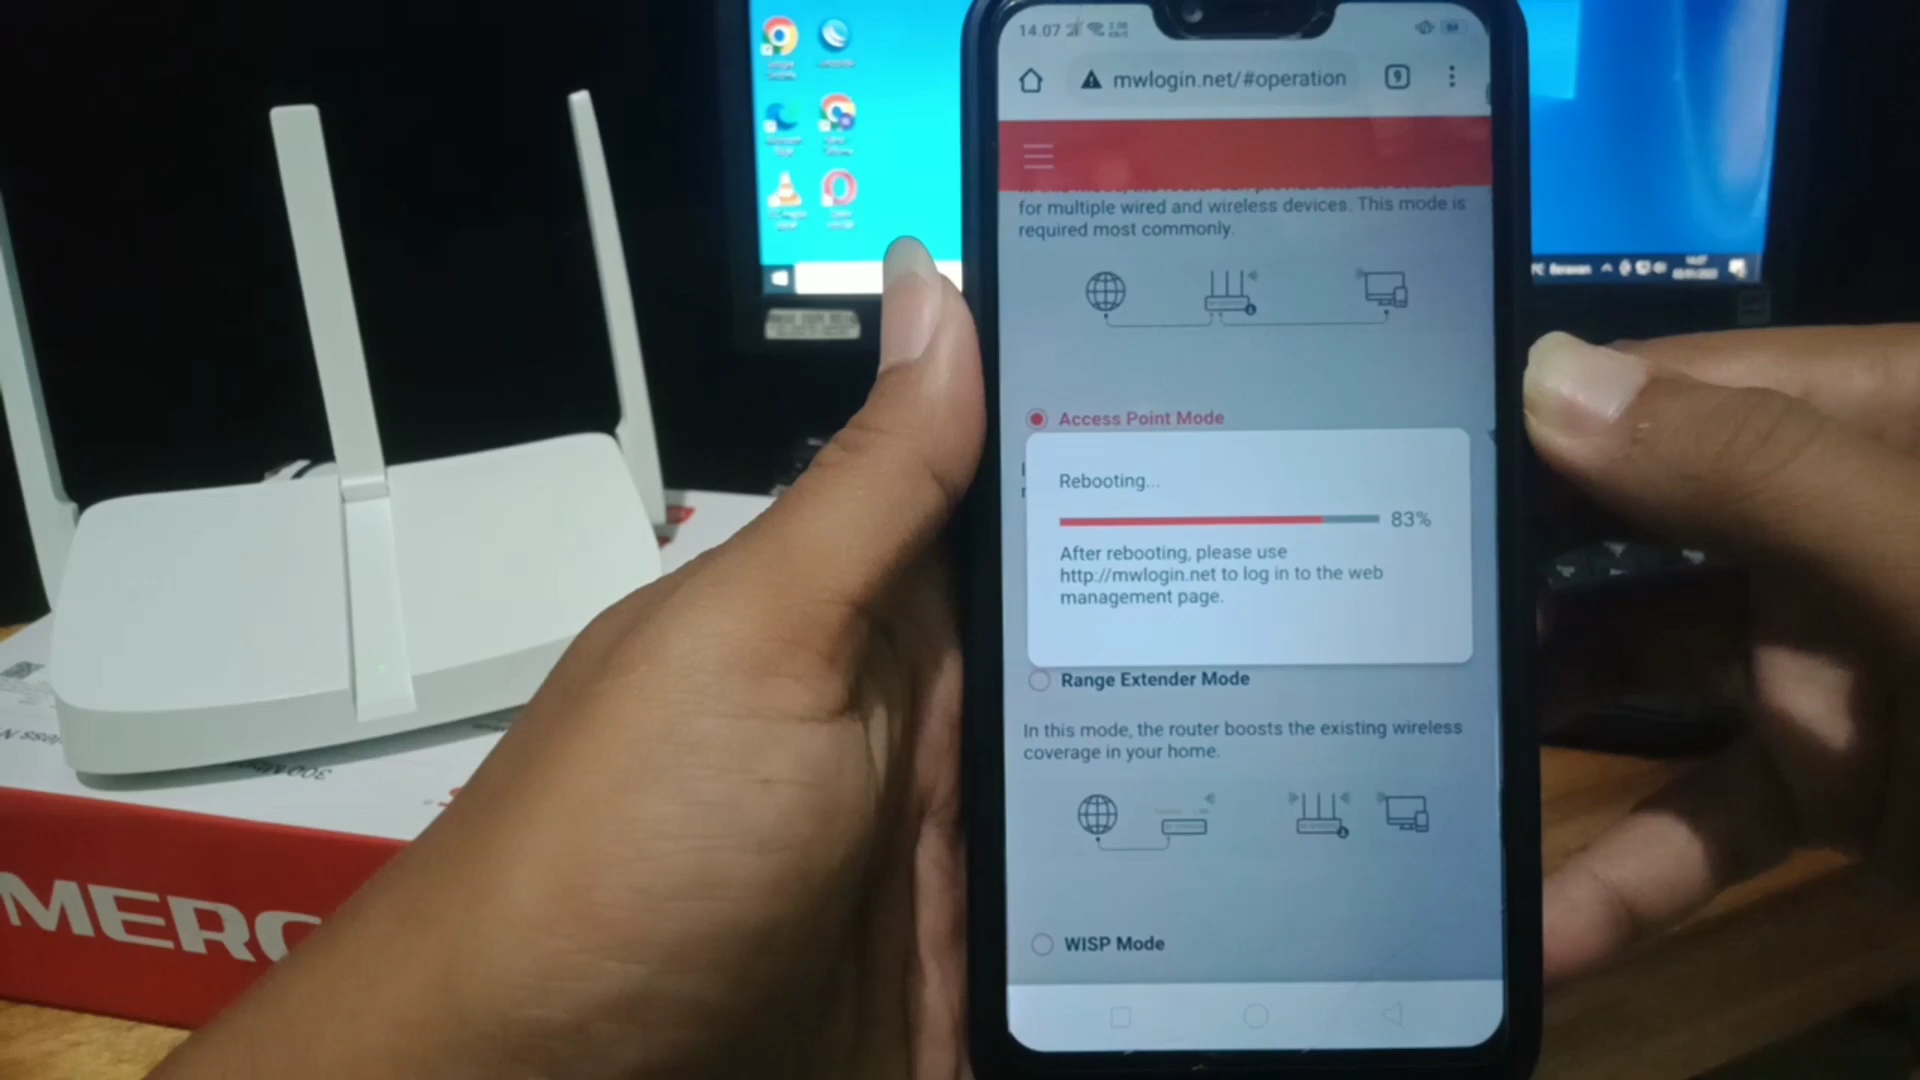 14.07
mwlogin.net/#operation
9
for multiple wired and wireless devices. This mode is
required most commonly.
Access Point Mode
Rebooting...
83%
After rebooting, please use
http://mwlogin.net to log in to the web
management page.
Range Extender Mode
In this mode, the router boosts the existing wireless
coverage in your home.
WISP Mode
MERC